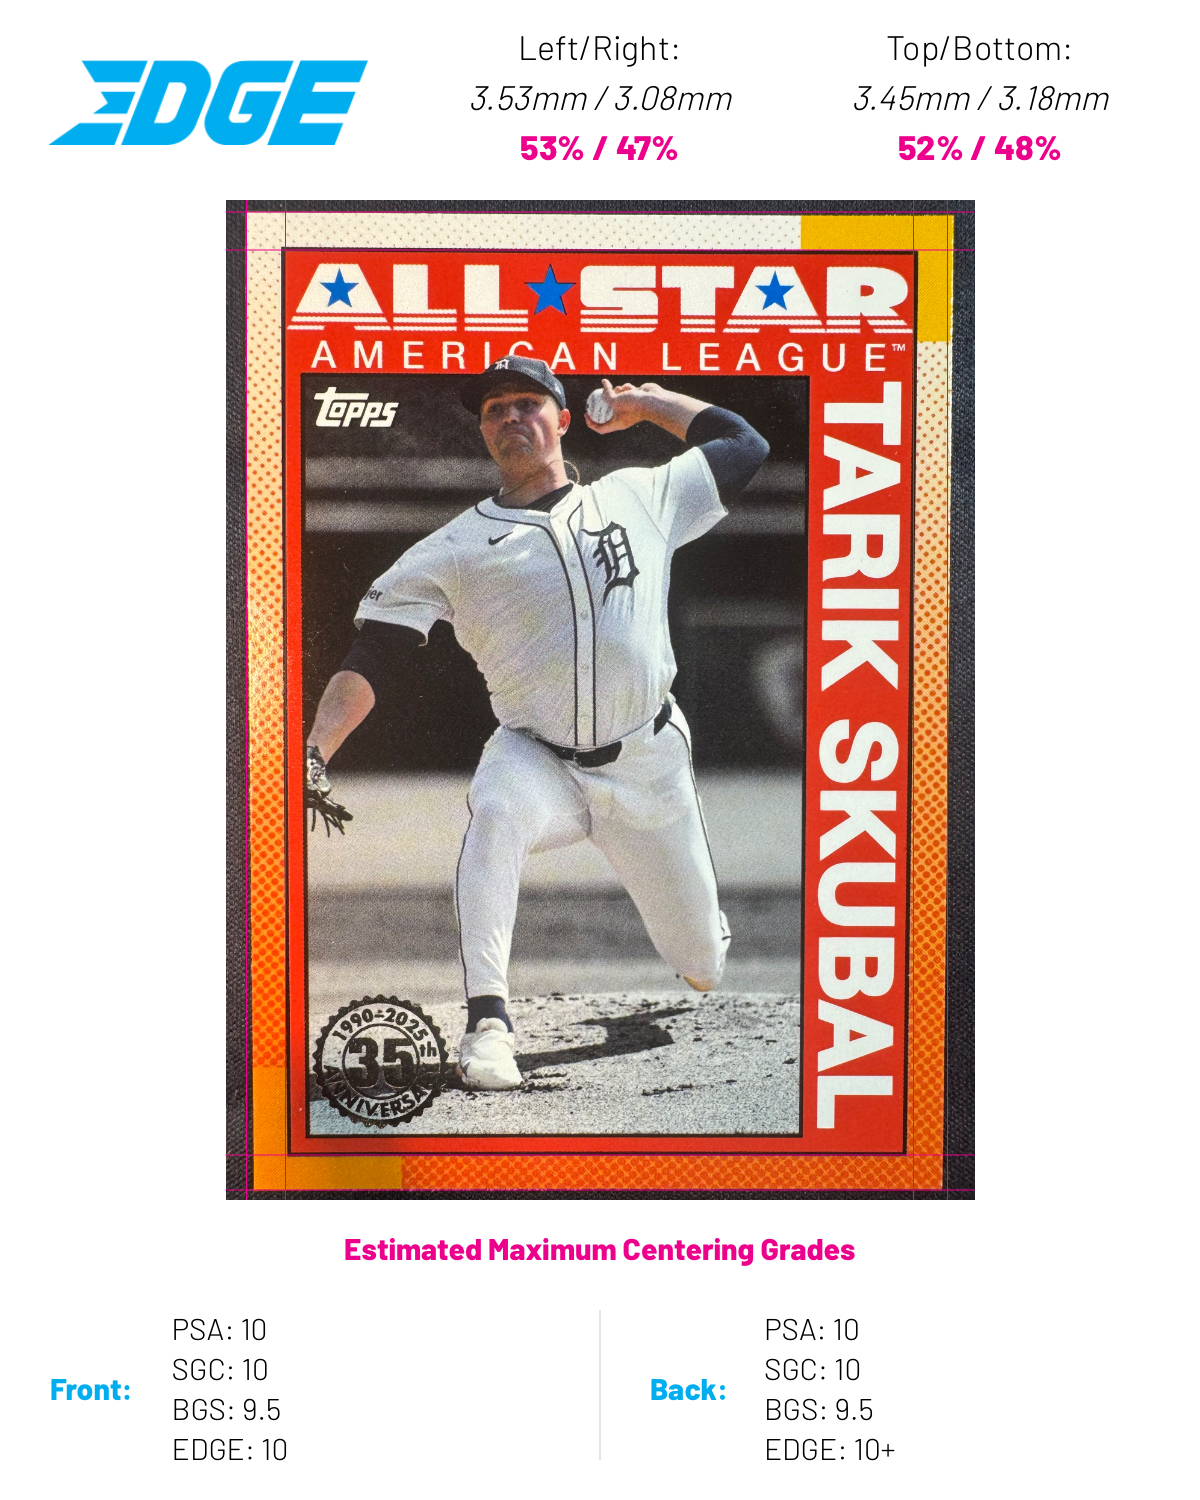 EDGE
Left/Right:
3.53mm / 3.08mm
53% / 47%
Top/Bottom:
3.45mm / 3.18mm
52% / 48%
ALL★STAR
AMERICAN LEAGUE™
topps
TARIK SKUBAL
D
1990-2025
35th
ANNIVERSARY
Estimated Maximum Centering Grades
Front:
PSA: 10
SGC: 10
BGS: 9.5
EDGE: 10
Back:
PSA: 10
SGC: 10
BGS: 9.5
EDGE: 10+